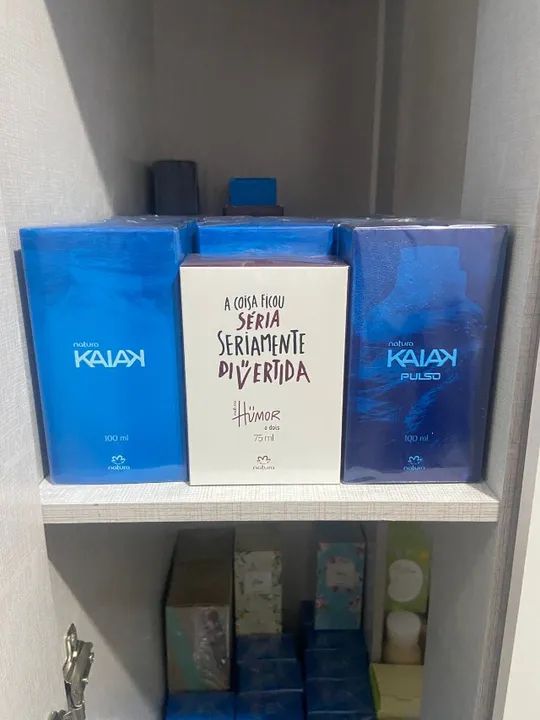 natura
KAIAK
100 ml
natura
A COISA FICOU
SÉRIA
SERIAMENTE
DIVERTIDA
natura
HUMOR
a dois
75 ml
natura
natura
KAIAK
PULSO
100 ml
natura